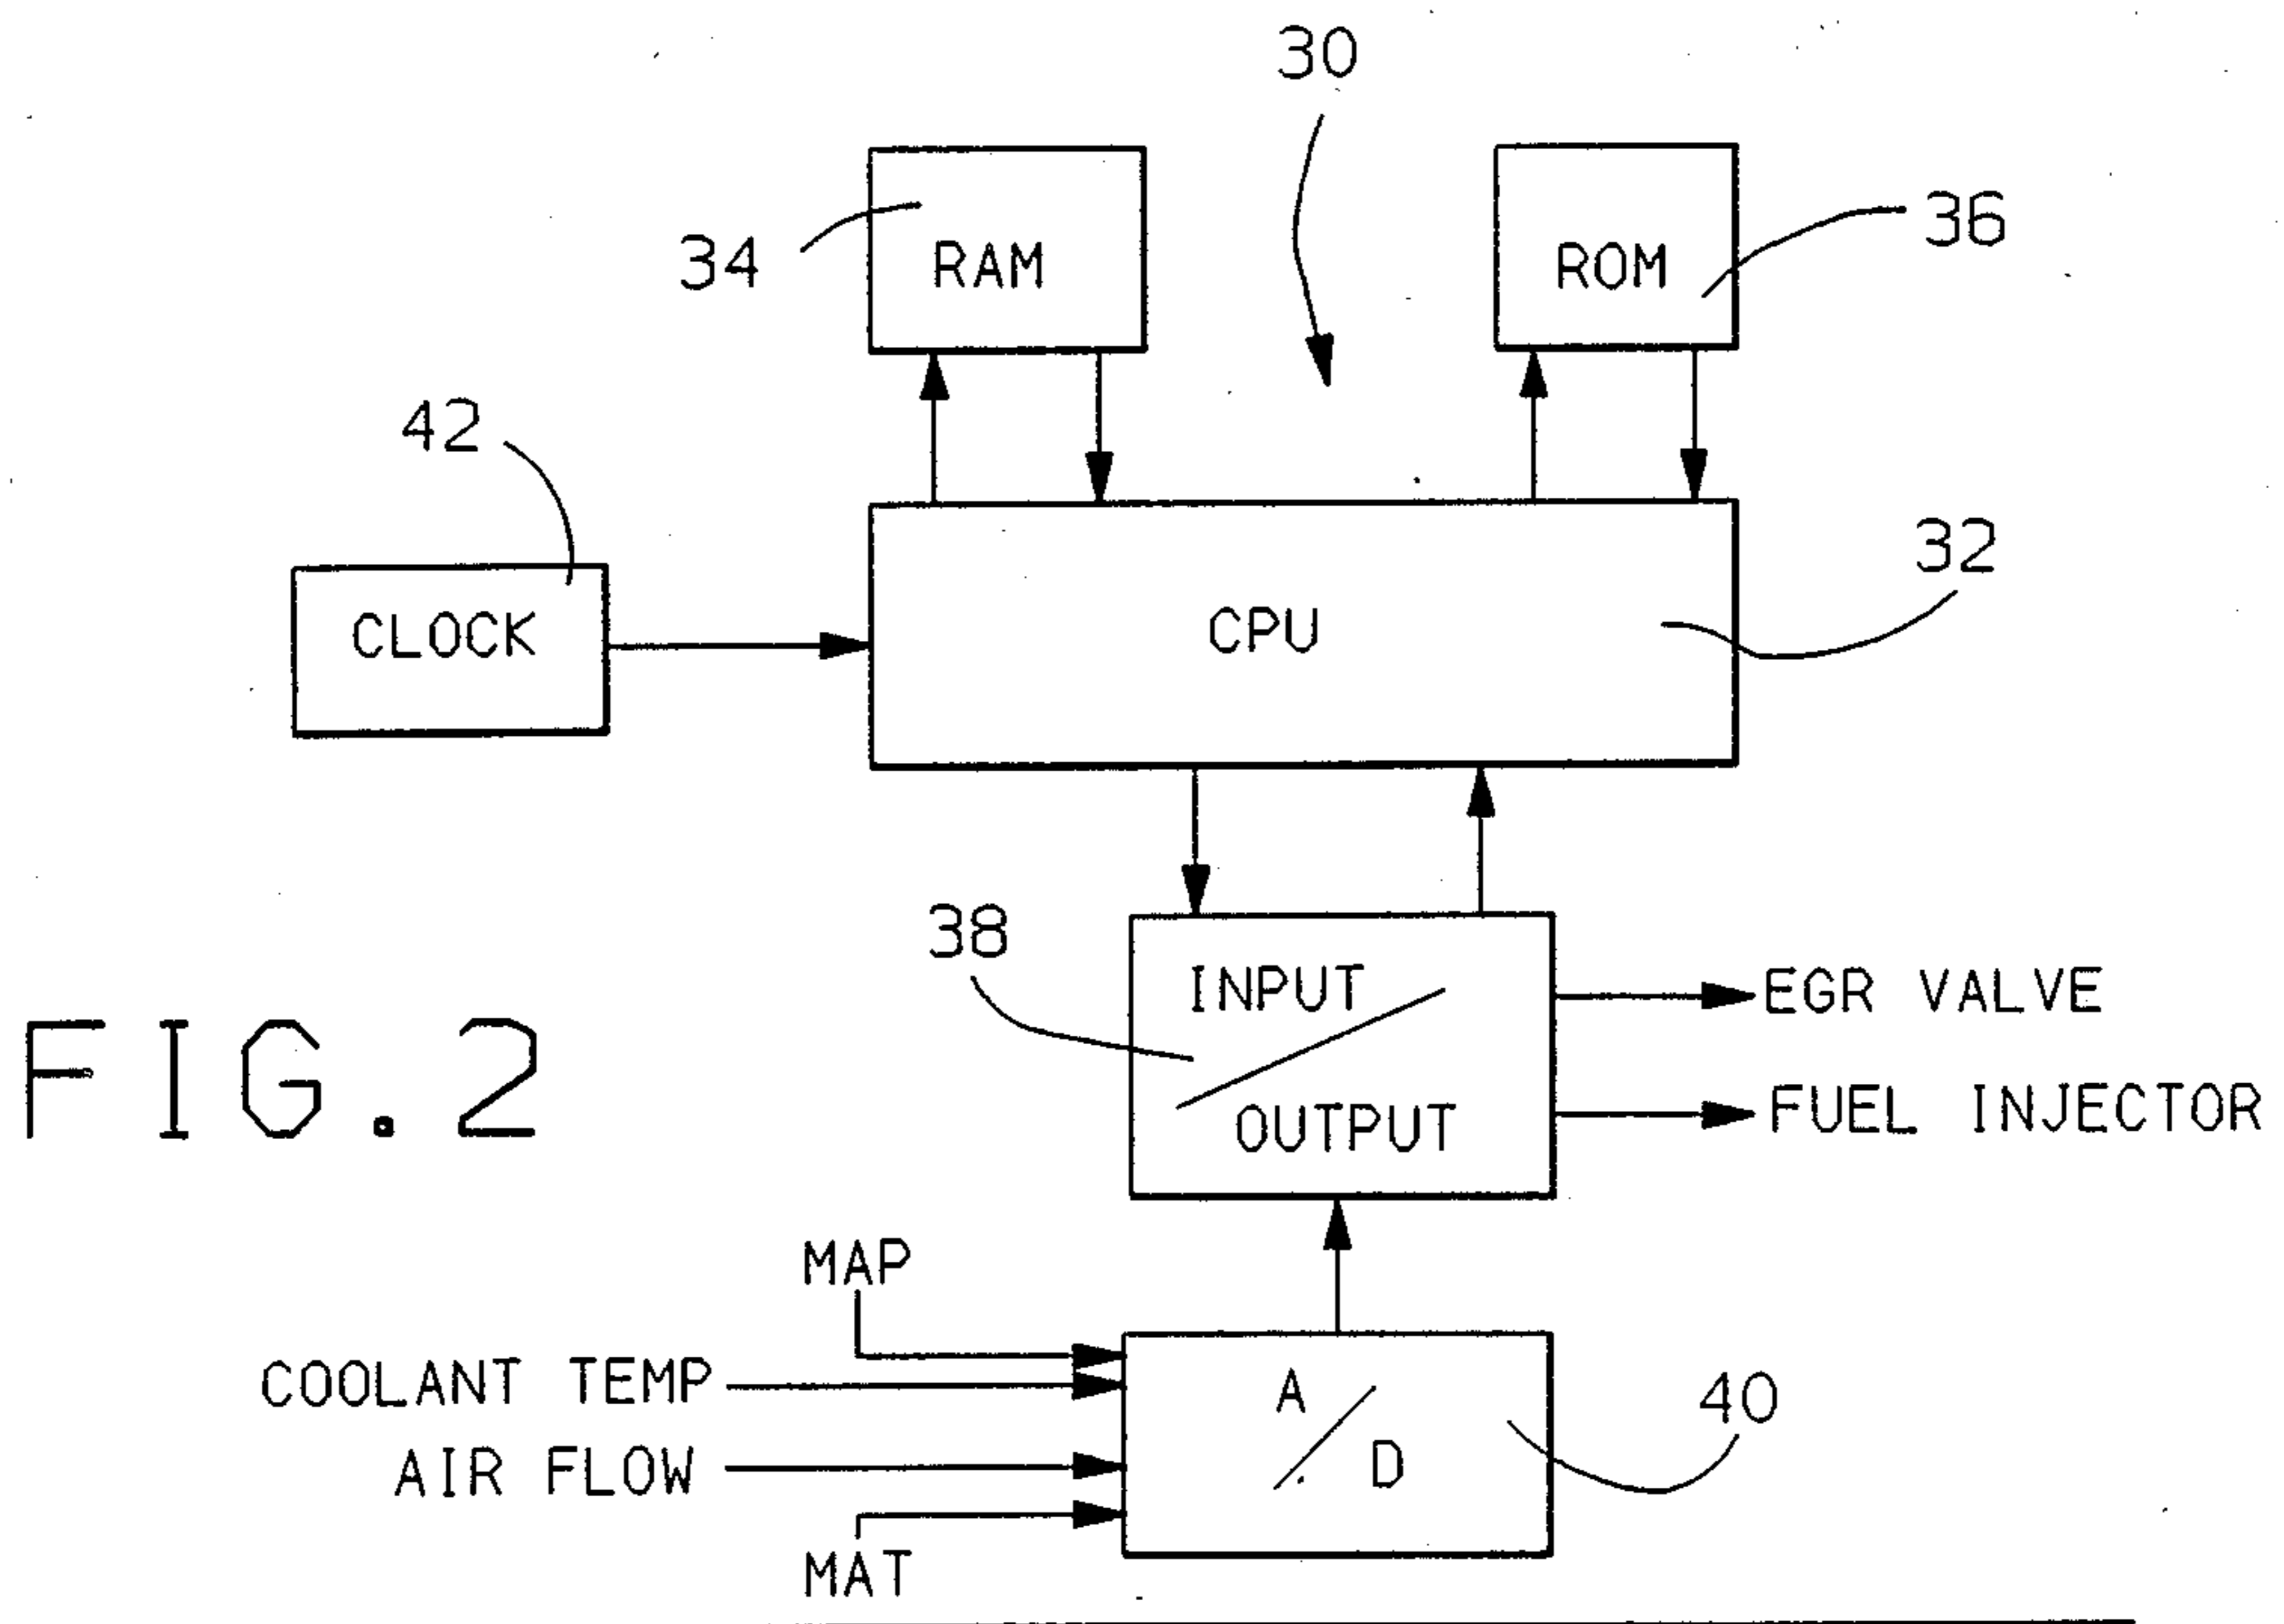 30
34
RAM
ROM
36
42
CLOCK
CPU
32
38
INPUT
OUTPUT
EGR VALVE
FUEL INJECTOR
FIG.2
MAP
COOLANT TEMP
AIR FLOW
MAT
A
D
40